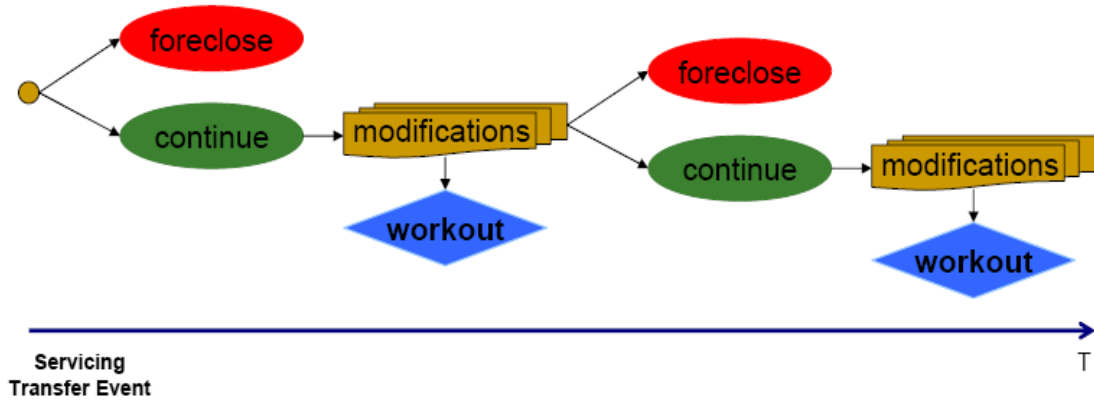 foreclose
continue
modifications
workout
foreclose
continue
modifications
workout
Servicing
Transfer Event
T